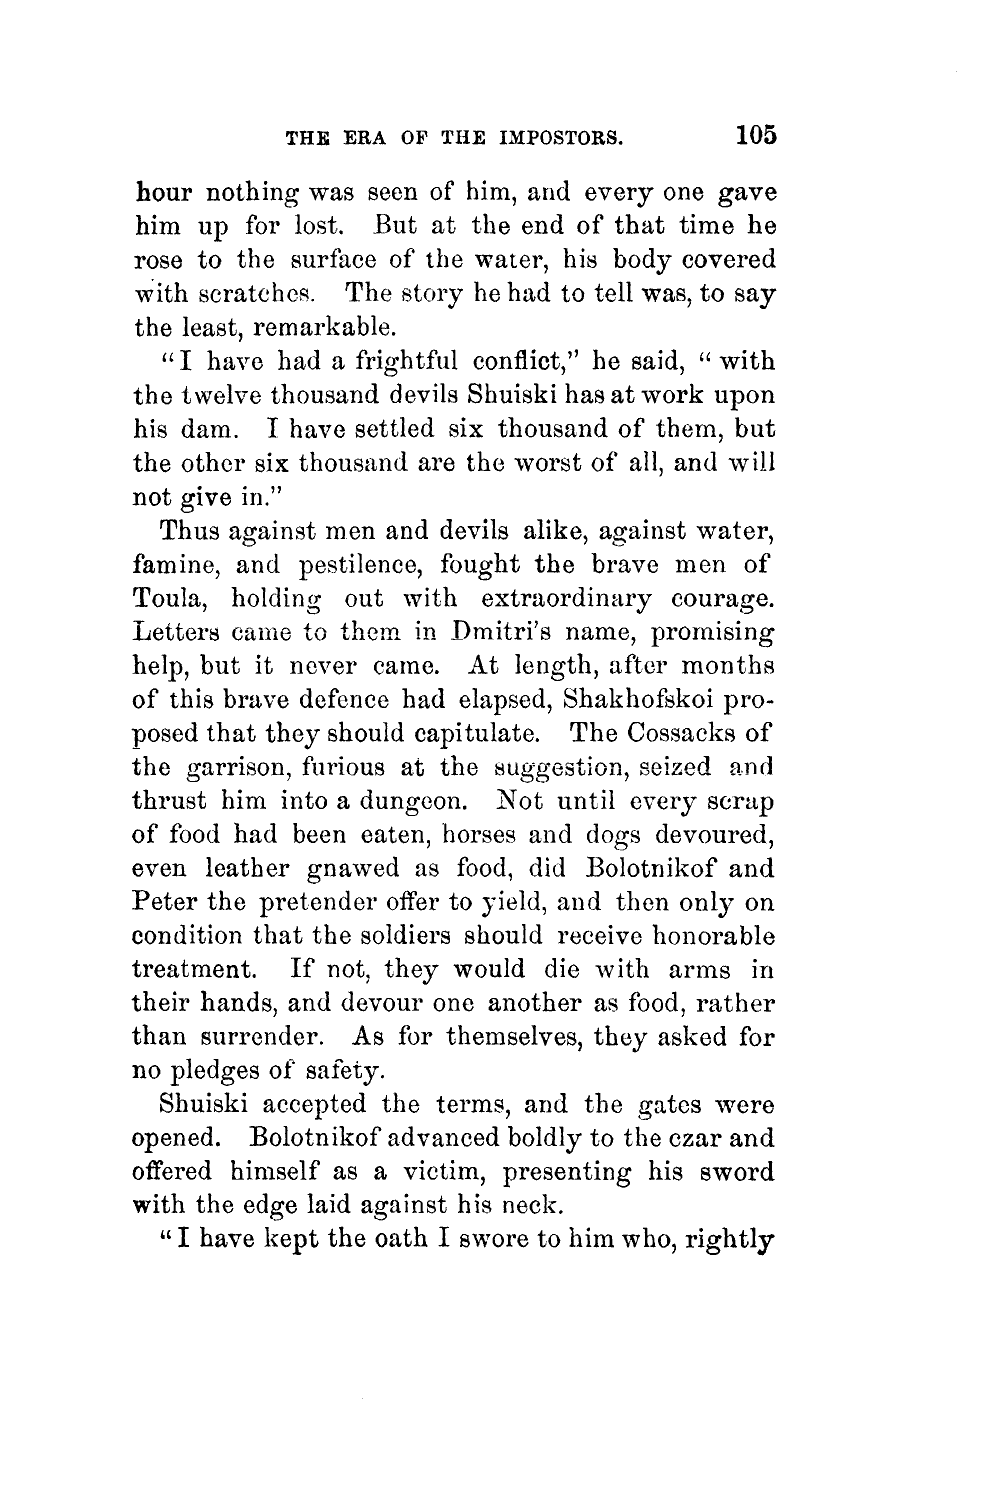 THE ERA OF THE IMPOSTORS. 105
hour nothing was seen of him, and every one gave
him up for lost. But at the end of that time he
rose to the surface of the water, his body covered
with scratches. The story he had to tell was, to say
the least, remarkable.
“I have had a frightful conflict,” he said, “with
the twelve thousand devils Shuiski has at work upon
his dam. I have settled six thousand of them, but
the other six thousand are the worst of all, and will
not give in.”
Thus against men and devils alike, against water,
famine, and pestilence, fought the brave men of
Toula, holding out with extraordinary courage.
Letters came to them in Dmitri’s name, promising
help, but it never came. At length, after months
of this brave defence had elapsed, Shakhofskoi pro-
posed that they should capitulate. The Cossacks of
the garrison, furious at the suggestion, seized and
thrust him into a dungeon. Not until every scrap
of food had been eaten, horses and dogs devoured,
even leather gnawed as food, did Bolotnikof and
Peter the pretender offer to yield, and then only on
condition that the soldiers should receive honorable
treatment. If not, they would die with arms in
their hands, and devour one another as food, rather
than surrender. As for themselves, they asked for
no pledges of safety.
Shuiski accepted the terms, and the gates were
opened. Bolotnikof advanced boldly to the czar and
offered himself as a victim, presenting his sword
with the edge laid against his neck.
“I have kept the oath I swore to him who, rightly